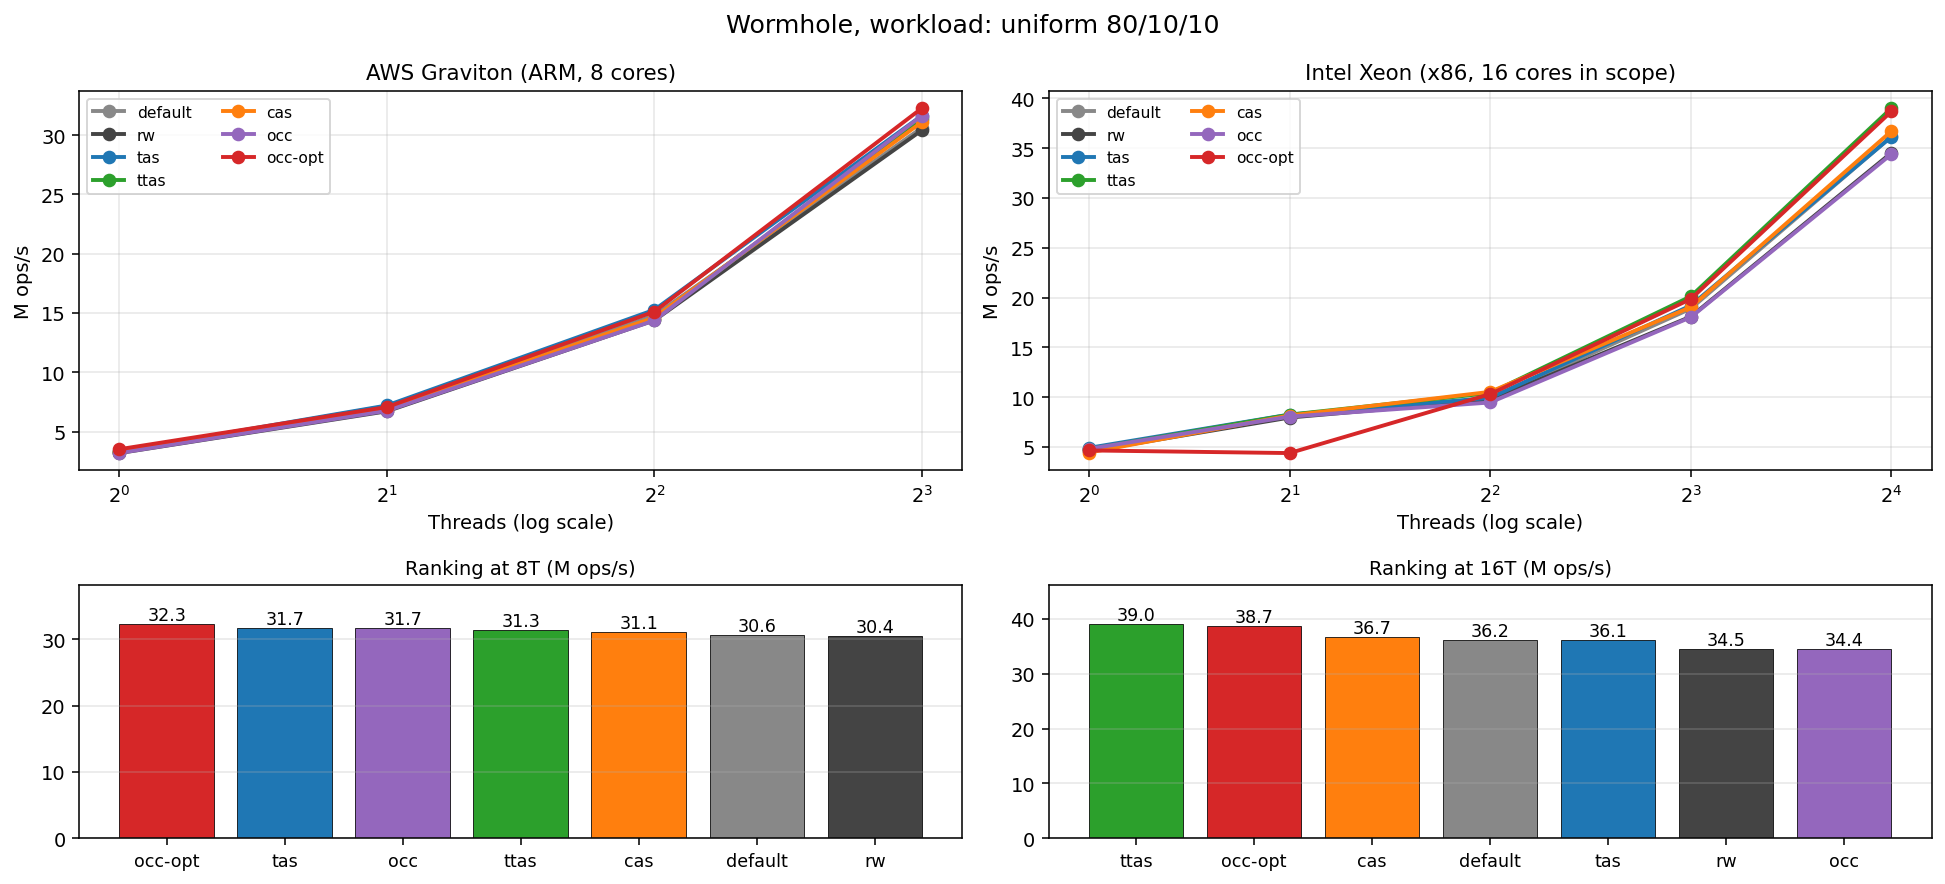 Wormhole, workload: uniform 80/10/10
AWS Graviton (ARM, 8 cores)
M ops/s
30
25
20
15
10
5
default
rw
tas
ttas
cas
occ
occ-opt
2^0 2^1 2^2 2^3
Threads (log scale)
Intel Xeon (x86, 16 cores in scope)
M ops/s
40
35
30
25
20
15
10
5
default
rw
tas
ttas
cas
occ
occ-opt
2^0 2^1 2^2 2^3 2^4
Threads (log scale)
Ranking at 8T (M ops/s)
30
20
10
0
32.3 31.7 31.7 31.3 31.1 30.6 30.4
occ-opt tas occ ttas cas default rw
Ranking at 16T (M ops/s)
40
30
20
10
0
39.0 38.7 36.7 36.2 36.1 34.5 34.4
ttas occ-opt cas default tas rw occ